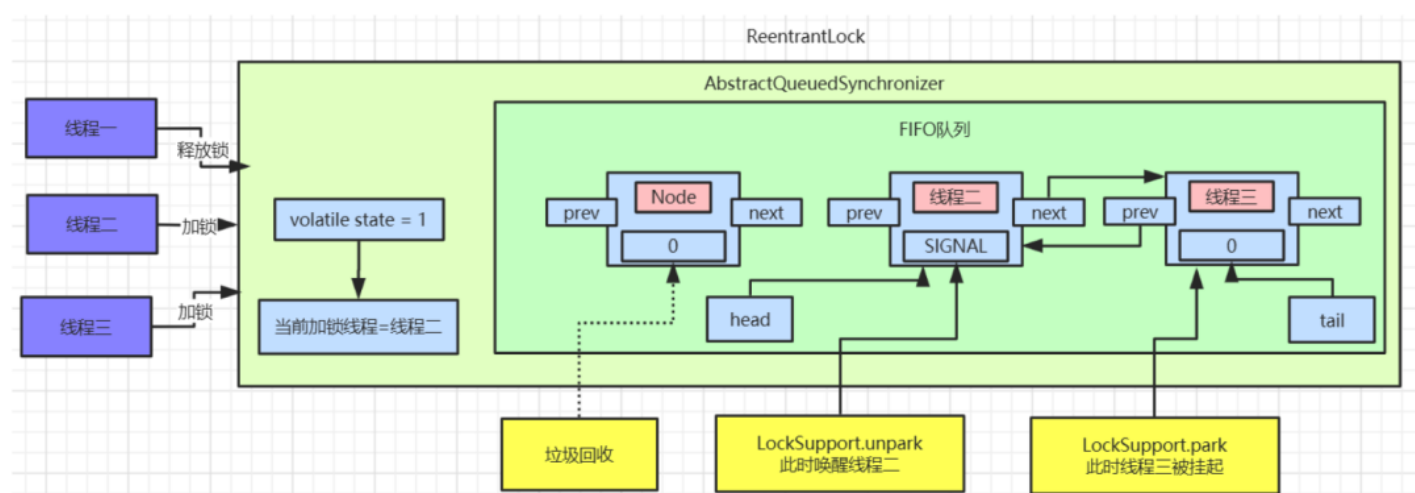 ReentrantLock
AbstractQueuedSynchronizer
FIFO队列
线程一
释放锁
线程二
加锁
线程三
加锁
volatile state = 1
当前加锁线程=线程二
prev
Node
next
0
prev
线程二
next
SIGNAL
prev
线程三
next
0
head
tail
垃圾回收
LockSupport.unpark
此时唤醒线程二
LockSupport.park
此时线程三被挂起